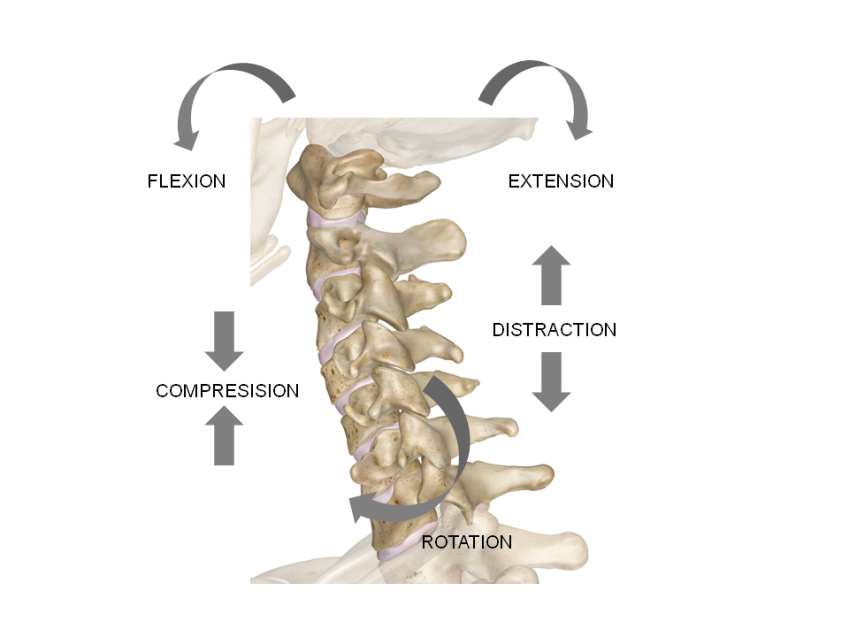 FLEXION
EXTENSION
DISTRACTION
COMPRESISION
ROTATION